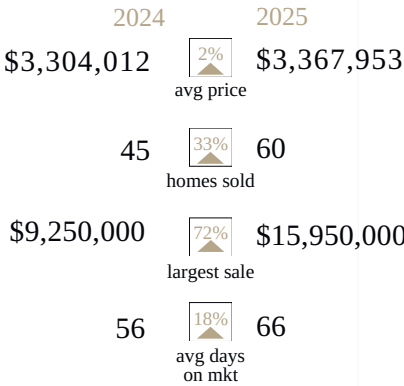 2024 2025
$3,304,012 2% $3,367,953
avg price
45 33% 60
homes sold
$9,250,000 72% $15,950,000
largest sale
56 18% 66
avg days
on mkt